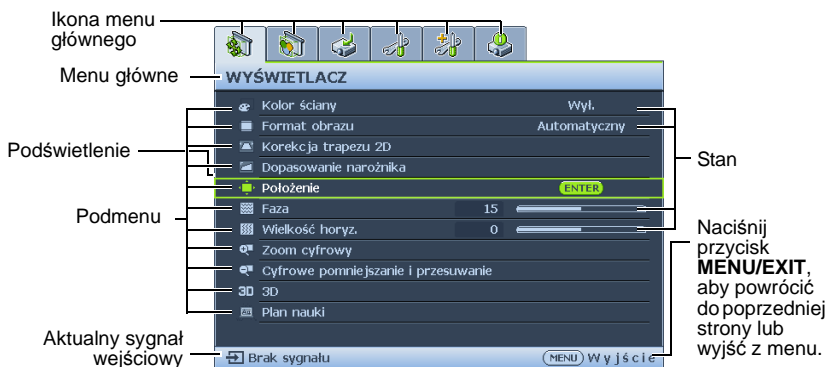 Ikona menu
głównego
Menu główne
WYŚWIETLACZ
Kolor ściany Wył.
Format obrazu Automatyczny
Korekcja trapezu 2D
Podświetlenie
Dopasowanie narożnika
Stan
Położenie ENTER
Podmenu
Faza 15
Wielkość horyz. 0
Zoom cyfrowy
Cyfrowe pomniejszanie i przesuwanie
3D 3D
Plan nauki
Naciśnij
przycisk
MENU/EXIT,
aby powrócić
do poprzedniej
strony lub
wyjść z menu.
Aktualny sygnał
wejściowy
Brak sygnału MENU Wyjście